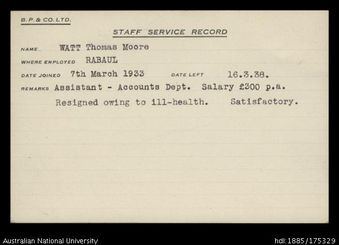 B.P. & CO. LTD.
STAFF SERVICE RECORD
NAME. WATT Thomas Moore
WHERE EMPLOYED RABAUL
DATE JOINED 7th March 1933 DATE LEFT 16.3.38.
REMARKS Assistant - Accounts Dept. Salary £300 p.a.
Resigned owing to ill-health. Satisfactory.
Australian National University
hdl:1885/175329